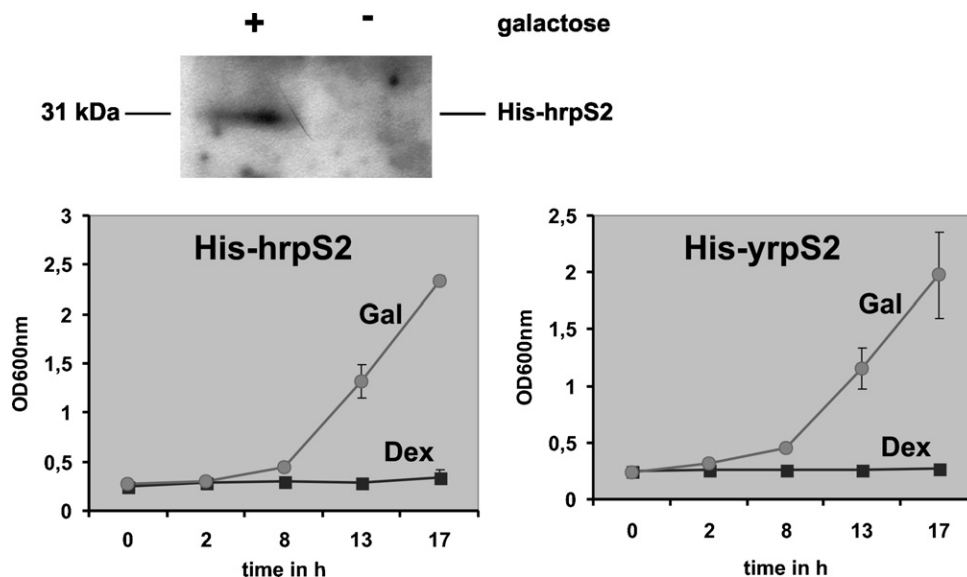 + - galactose
31 kDa His-hrpS2
His-hrpS2
OD600nm
3
2,5
2
1,5
1
0,5
0
Gal
Dex
0 2 8 13 17
time in h
His-yrpS2
OD600nm
2,5
2
1,5
1
0,5
0
Gal
Dex
0 2 8 13 17
time in h